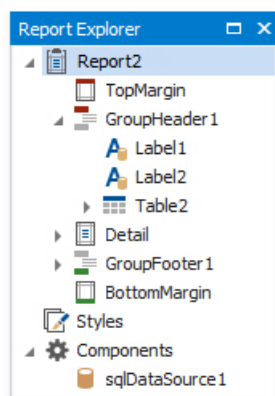 Report Explorer
Report2
TopMargin
GroupHeader1
Label1
Label2
Table2
Detail
GroupFooter1
BottomMargin
Styles
Components
sqlDataSource1